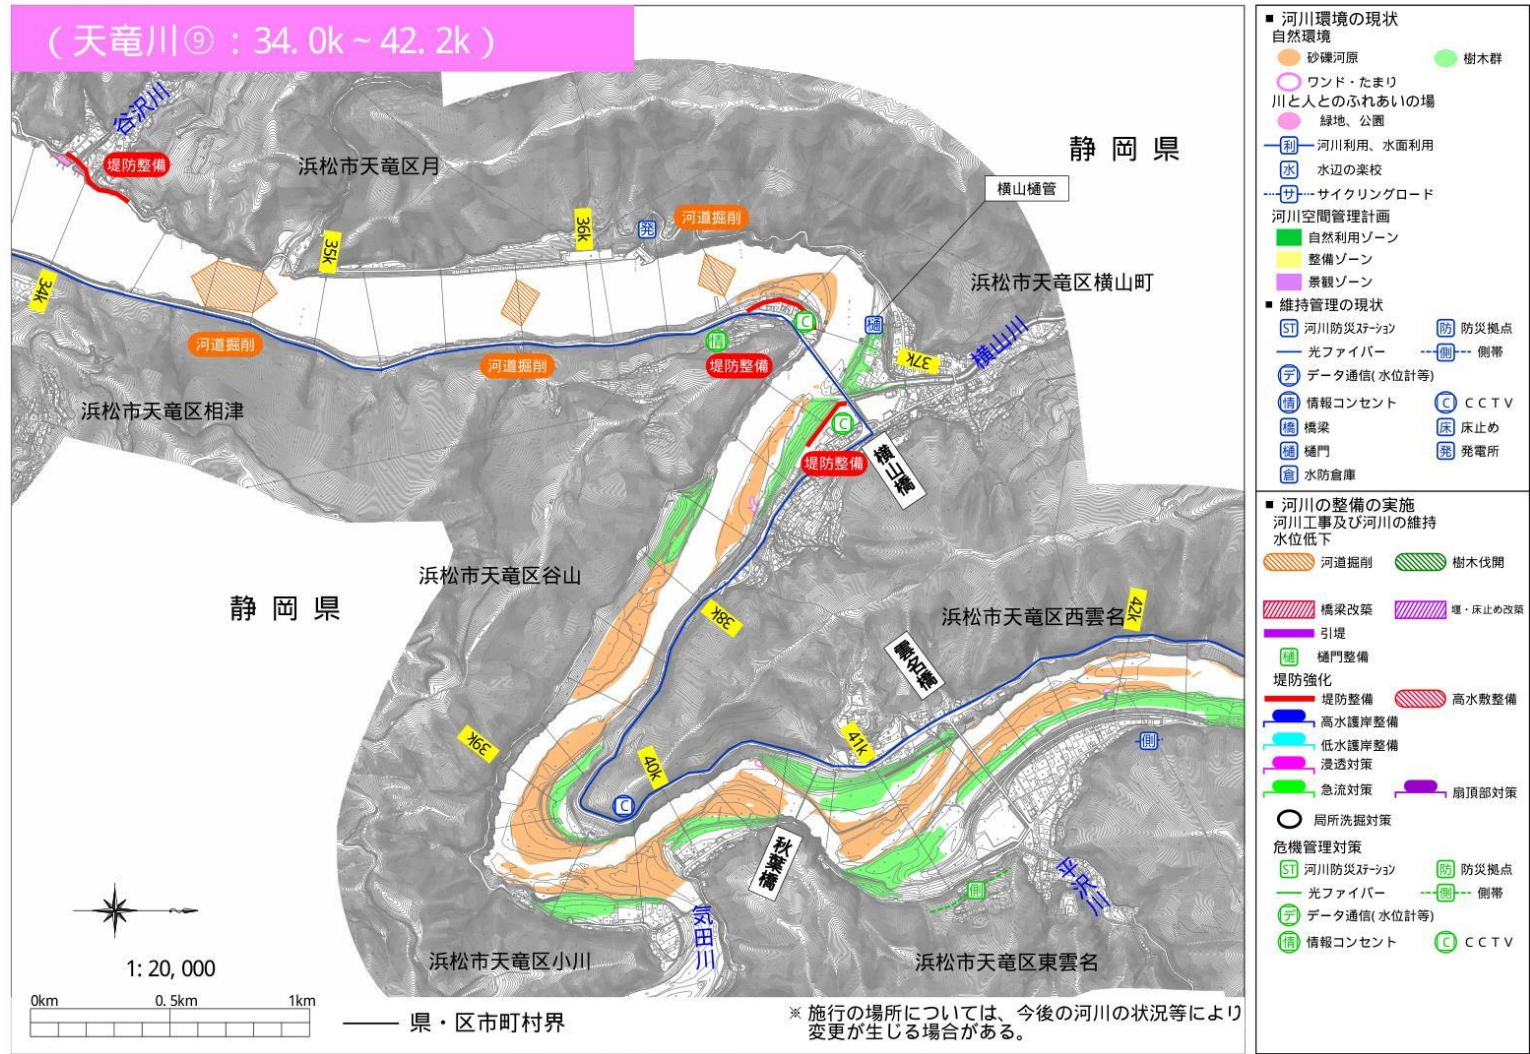 (天竜川⑨：34.0k~42.2k)
谷沢川
堤防整備
浜松市天竜区月
静岡県
横山樋管
36k
発
河道掘削
35k
34k
浜松市天竜区横山町
樋
C
情
37k
横山川
河道掘削
河道掘削
堤防整備
浜松市天竜区相津
C
堤防整備
横山橋
浜松市天竜区谷山
静岡県
38k
浜松市天竜区西雲名
42k
雲名橋
39k
40k
41k
側
C
秋葉橋
側
平沢川
気田川
浜松市天竜区小川
浜松市天竜区東雲名
1:20,000
0km 0.5km 1km
県・区市町村界
※ 施行の場所については、今後の河川の状況等により
変更が生じる場合がある。
■ 河川環境の現状
自然環境
砂礫河原 樹木群
ワンド・たまり
川と人とのふれあいの場
緑地、公園
利 河川利用、水面利用
水 水辺の楽校
サ サイクリングロード
河川空間管理計画
自然利用ゾーン
整備ゾーン
景観ゾーン
■ 維持管理の現状
ST 河川防災ステーション 防 防災拠点
光ファイバー 側 側帯
デ データ通信(水位計等)
情 情報コンセント C CCTV
橋 橋梁 床 床止め
樋 樋門 発 発電所
倉 水防倉庫
■ 河川の整備の実施
河川工事及び河川の維持
水位低下
河道掘削 樹木伐開
橋梁改築 堰・床止め改築
引堤
樋 樋門整備
堤防強化
堤防整備 高水敷整備
高水護岸整備
低水護岸整備
浸透対策
急流対策 扇頂部対策
局所洗掘対策
危機管理対策
ST 河川防災ステーション 防 防災拠点
光ファイバー 側 側帯
デ データ通信(水位計等)
情 情報コンセント C CCTV